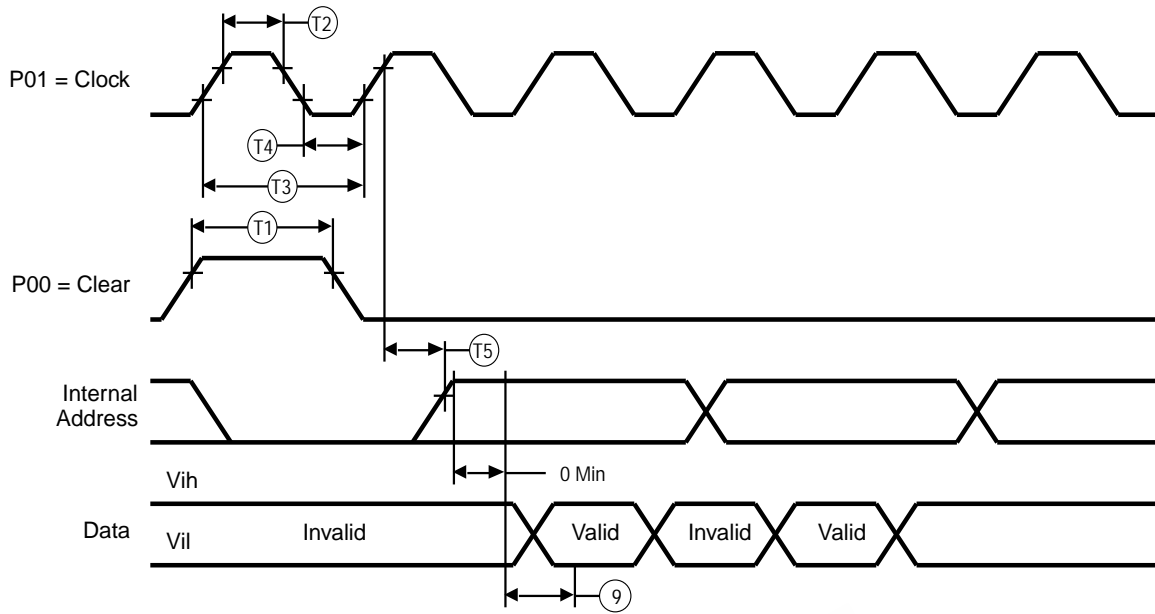 T2
P01 = Clock
T4
T3
T1
P00 = Clear
T5
Internal
Address
0 Min
Vih
Data
Vil
Invalid
Valid
Invalid
Valid
9